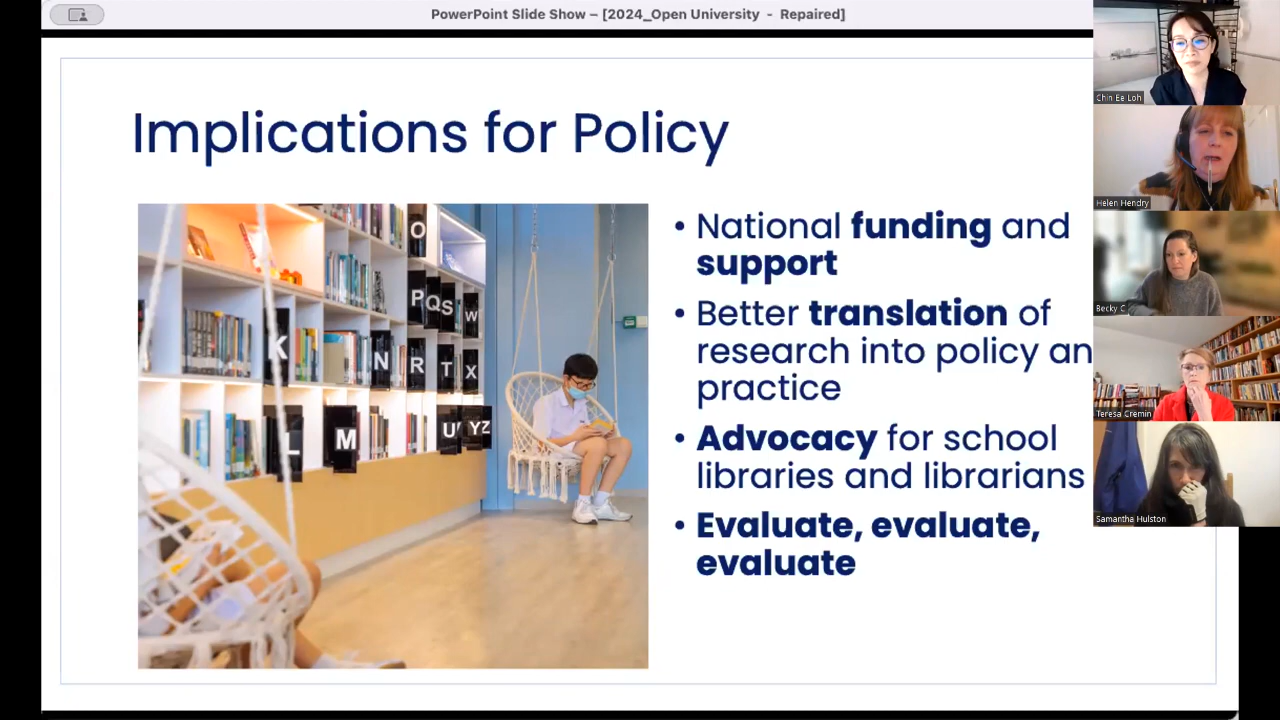 PowerPoint Slide Show – [2024_Open University - Repaired]
Implications for Policy
• National funding and
support
• Better translation of
research into policy an
practice
• Advocacy for school
libraries and librarians
• Evaluate, evaluate,
evaluate
O
P
Q
S
W
K
N
R
T
X
L
M
U
YZ
Chin Ee Loh
Helen Hendry
Becky C
Teresa Cremin
Samantha Hulston